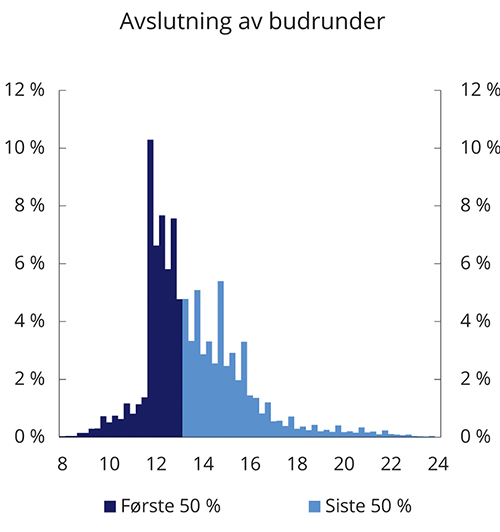 Avslutning av budrunder
12 % 12 %
10 % 10 %
8 % 8 %
6 % 6 %
4 % 4 %
2 % 2 %
0 % 0 %
8 10 12 14 16 18 20 22 24
Første 50 % Siste 50 %